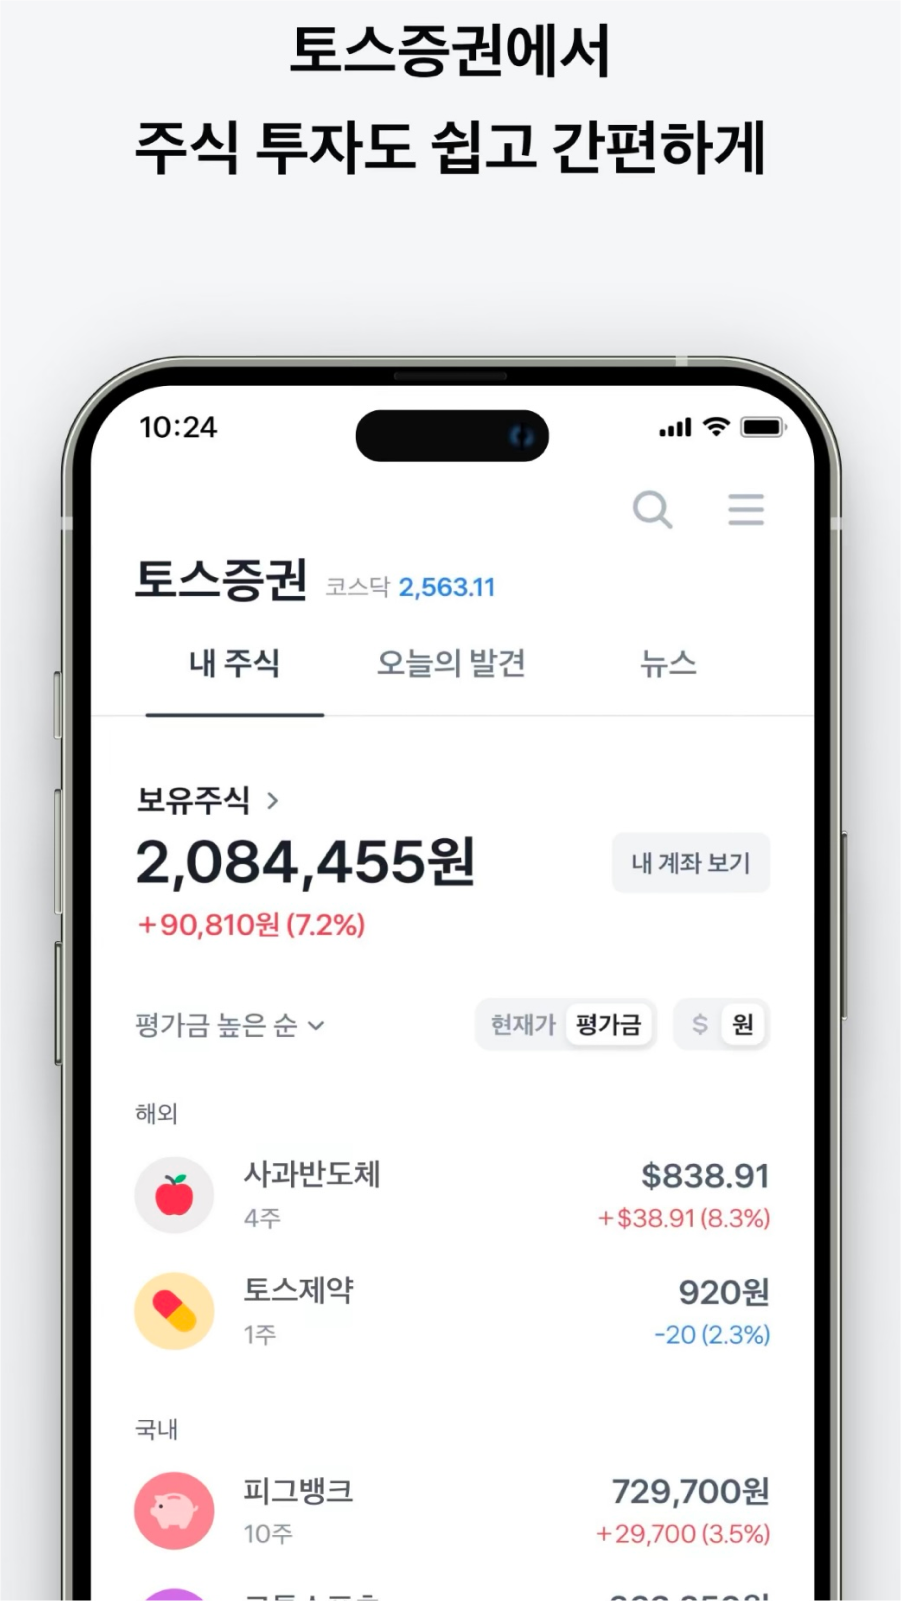 토스증권에서
주식 투자도 쉽고 간편하게
10:24
토스증권 코스닥 2,563.11
내 주식 오늘의 발견 뉴스
보유주식 >
2,084,455원 내 계좌 보기
+90,810원 (7.2%)
평가금 높은 순 현재가 평가금 $ 원
해외
사과반도체 $838.91
4주 +$38.91 (8.3%)
토스제약 920원
1주 -20 (2.3%)
국내
피그뱅크 729,700원
10주 +29,700 (3.5%)